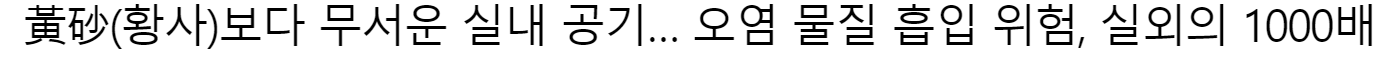 黃砂(황사)보다 무서운 실내 공기... 오염 물질 흡입 위험, 실외의 1000배